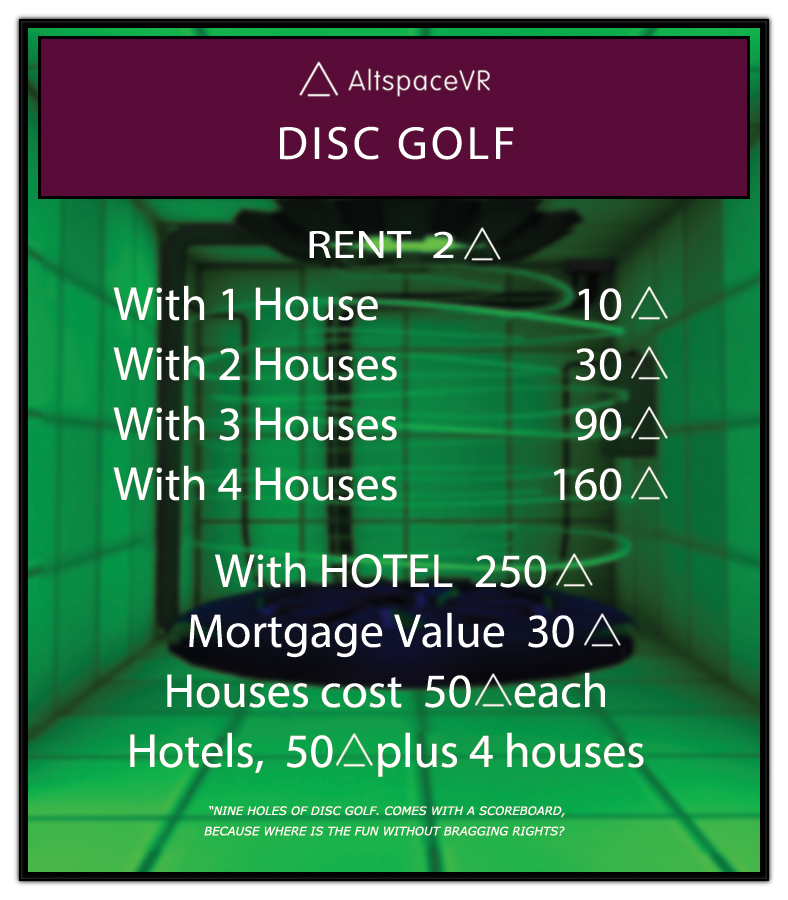 △ AltspaceVR
DISC GOLF
RENT 2 △
With 1 House 10 △
With 2 Houses 30 △
With 3 Houses 90 △
With 4 Houses 160 △
With HOTEL 250 △
Mortgage Value 30 △
Houses cost 50△each
Hotels, 50△plus 4 houses
"NINE HOLES OF DISC GOLF. COMES WITH A SCOREBOARD,
BECAUSE WHERE IS THE FUN WITHOUT BRAGGING RIGHTS?